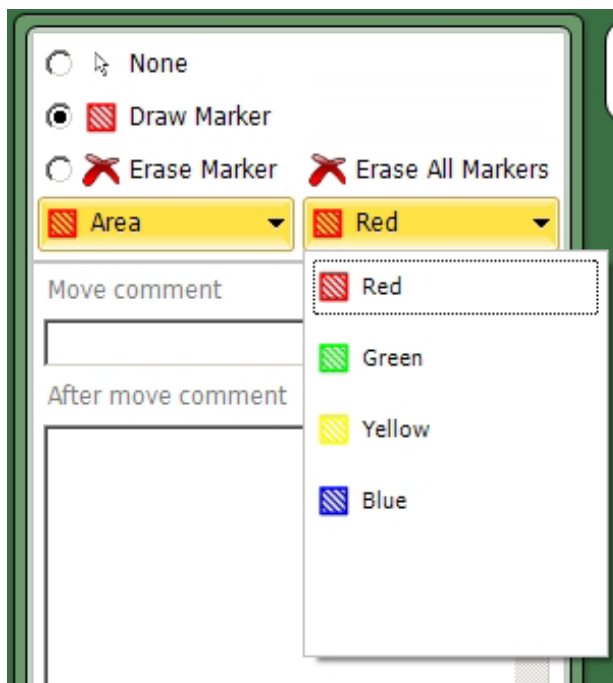 None
Draw Marker
Erase Marker Erase All Markers
Area Red
Move comment
Red
Green
After move comment
Yellow
Blue